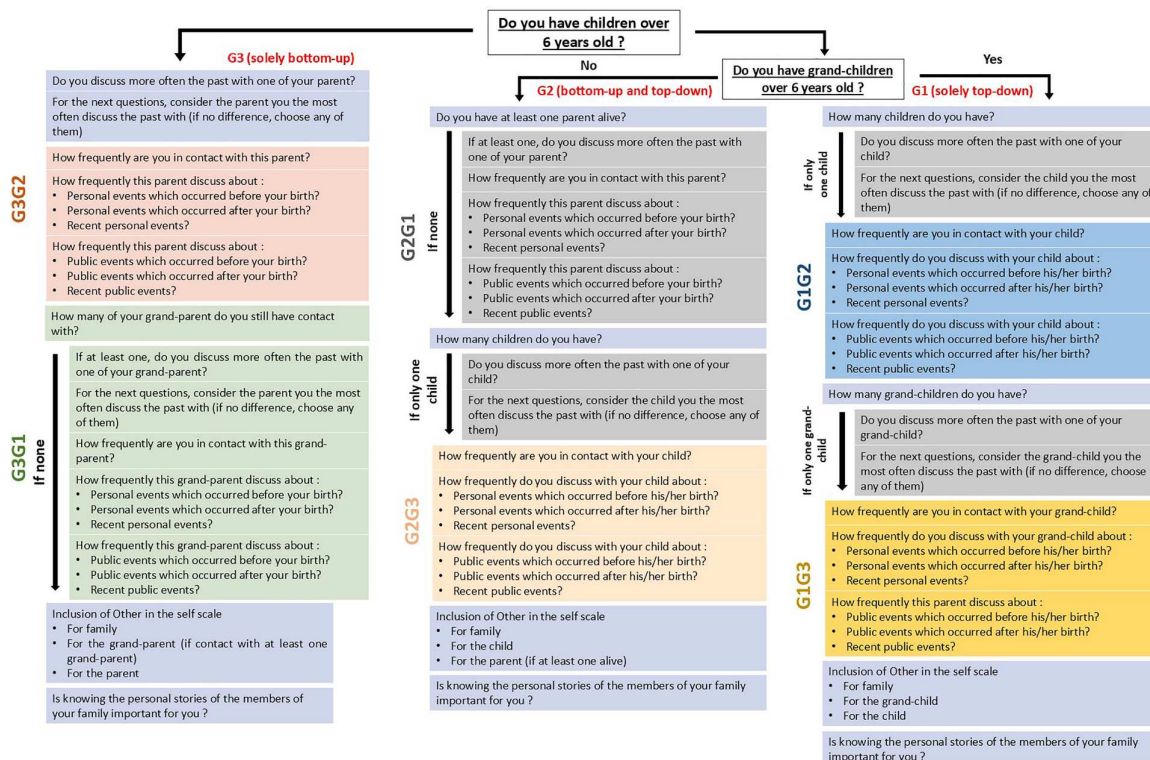 Do you have children over
6 years old ?
G3 (solely bottom-up)
No
Do you have grand-children
over 6 years old ?
Yes
G2 (bottom-up and top-down)
G1 (solely top-down)
Do you discuss more often the past with one of your parent?
For the next questions, consider the parent you the most
often discuss the past with (if no difference, choose any of
them)
G3G2
How frequently are you in contact with this parent?
How frequently this parent discuss about :
• Personal events which occurred before your birth?
• Personal events which occurred after your birth?
• Recent personal events?
How frequently this parent discuss about :
• Public events which occurred before your birth?
• Public events which occurred after your birth?
• Recent public events?
How many of your grand-parent do you still have contact
with?
G3G1
If none
If at least one, do you discuss more often the past with
one of your grand-parent?
For the next questions, consider the parent you the most
often discuss the past with (if no difference, choose any
of them)
How frequently are you in contact with this grand-
parent?
How frequently this grand-parent discuss about :
• Personal events which occurred before your birth?
• Personal events which occurred after your birth?
• Recent personal events?
How frequently this grand-parent discuss about :
• Public events which occurred before your birth?
• Public events which occurred after your birth?
• Recent public events?
Inclusion of Other in the self scale
• For family
• For the grand-parent (if contact with at least one
grand-parent)
• For the parent
Is knowing the personal stories of the members of
your family important for you ?
Do you have at least one parent alive?
G2G1
If none
If at least one, do you discuss more often the past with
one of your parent?
How frequently are you in contact with this parent?
How frequently this parent discuss about :
• Personal events which occurred before your birth?
• Personal events which occurred after your birth?
• Recent personal events?
How frequently this parent discuss about :
• Public events which occurred before your birth?
• Public events which occurred after your birth?
• Recent public events?
How many children do you have?
If only one
child
Do you discuss more often the past with one of your
child?
For the next questions, consider the child you the most
often discuss the past with (if no difference, choose any of
them)
G2G3
How frequently are you in contact with your child?
How frequently do you discuss with your child about :
• Personal events which occurred before his/her birth?
• Personal events which occurred after his/her birth?
• Recent personal events?
How frequently do you discuss with your child about :
• Public events which occurred before his/her birth?
• Public events which occurred after his/her birth?
• Recent public events?
Inclusion of Other in the self scale
• For family
• For the child
• For the parent (if at least one alive)
Is knowing the personal stories of the members of your family
important for you ?
How many children do you have?
If only
one child
Do you discuss more often the past with one of your
child?
For the next questions, consider the child you the most
often discuss the past with (if no difference, choose any of
them)
G1G2
How frequently are you in contact with your child?
How frequently do you discuss with your child about :
• Personal events which occurred before his/her birth?
• Personal events which occurred after his/her birth?
• Recent personal events?
How frequently do you discuss with your child about :
• Public events which occurred before his/her birth?
• Public events which occurred after his/her birth?
• Recent public events?
How many grand-children do you have?
If only one grand-
child
Do you discuss more often the past with one of your
grand-child?
For the next questions, consider the grand-child you the
most often discuss the past with (if no difference, choose
any of them)
G1G3
How frequently are you in contact with your grand-child?
How frequently do you discuss with your grand-child about :
• Personal events which occurred before his/her birth?
• Personal events which occurred after his/her birth?
• Recent personal events?
How frequently this parent discuss about :
• Public events which occurred before his/her birth?
• Public events which occurred after his/her birth?
• Recent public events?
Inclusion of Other in the self scale
• For family
• For the grand-child
• For the child
Is knowing the personal stories of the members of your family
important for you ?